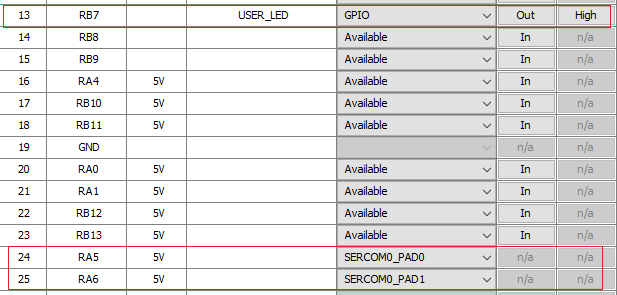 13 RB7 USER_LED GPIO Out High
14 RB8 Available In n/a
15 RB9 Available In n/a
16 RA4 5V Available In n/a
17 RB10 5V Available In n/a
18 RB11 5V Available In n/a
19 GND n/a n/a
20 RA0 5V Available In n/a
21 RA1 5V Available In n/a
22 RB12 5V Available In n/a
23 RB13 5V Available In n/a
24 RA5 5V SERCOM0_PAD0 n/a n/a
25 RA6 5V SERCOM0_PAD1 n/a n/a